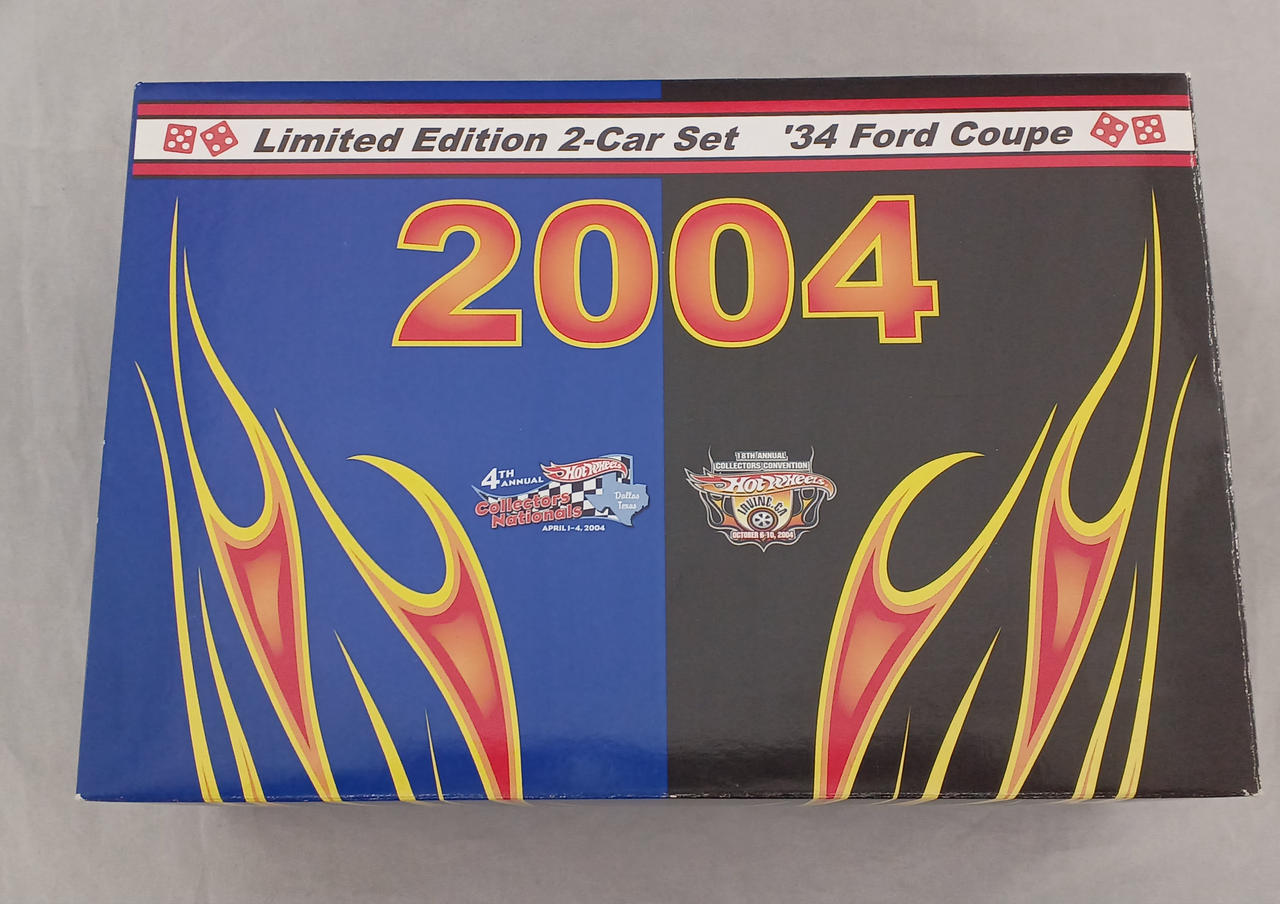 Limited Edition 2-Car Set '34 Ford Coupe
2004
4TH
ANNUAL
Hot Wheels
Collectors
Nationals
Dallas
Texas
APRIL 1-4, 2004
18TH ANNUAL
COLLECTORS CONVENTION
Hot Wheels
IRVINE, CA
OCTOBER 6-10, 2004